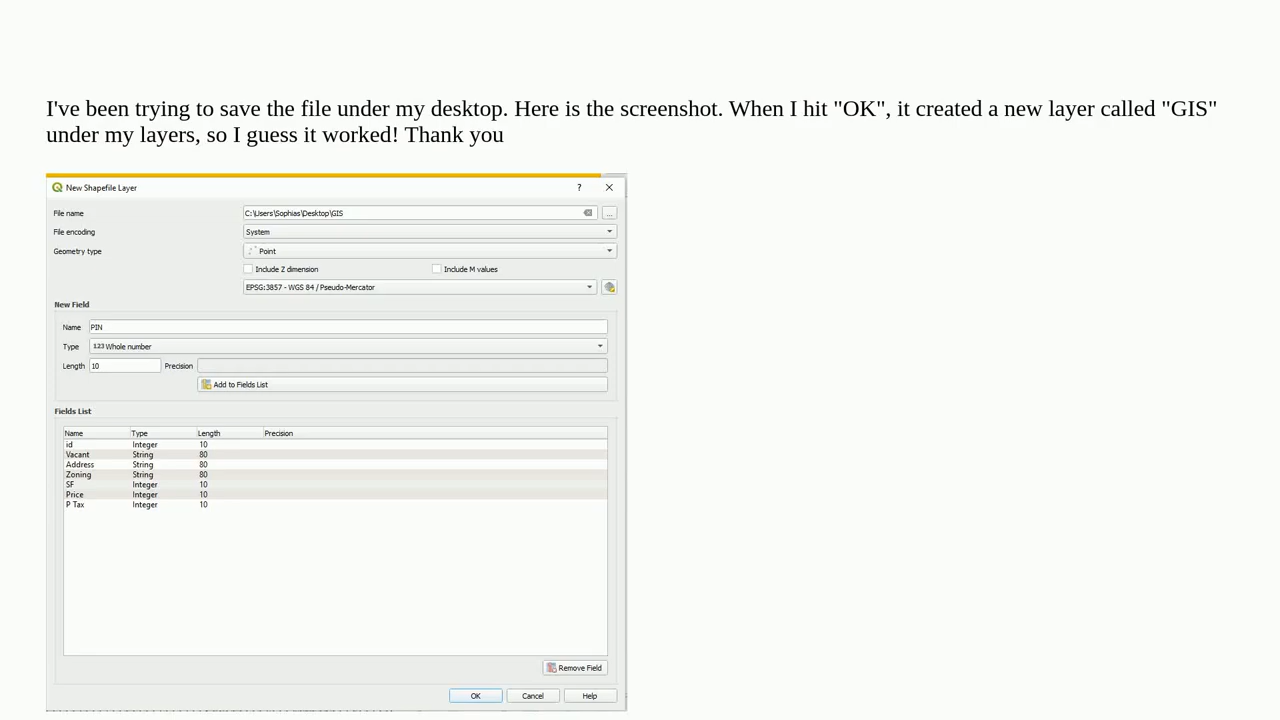 I've been trying to save the file under my desktop. Here is the screenshot. When I hit "OK", it created a new layer called "GIS"
under my layers, so I guess it worked! Thank you
New Shapefile Layer ?
File name C:\Users\Sophias\Desktop\GIS ...
File encoding System
Geometry type Point
Include Z dimension Include M values
EPSG:3857 - WGS 84 / Pseudo-Mercator
New Field
Name PIN
Type 123 Whole number
Length 10 Precision
Add to Fields List
Fields List
Name Type Length Precision
id Integer 10
Vacant String 80
Address String 80
Zoning String 80
SF Integer 10
Price Integer 10
P Tax Integer 10
Remove Field
OK Cancel Help